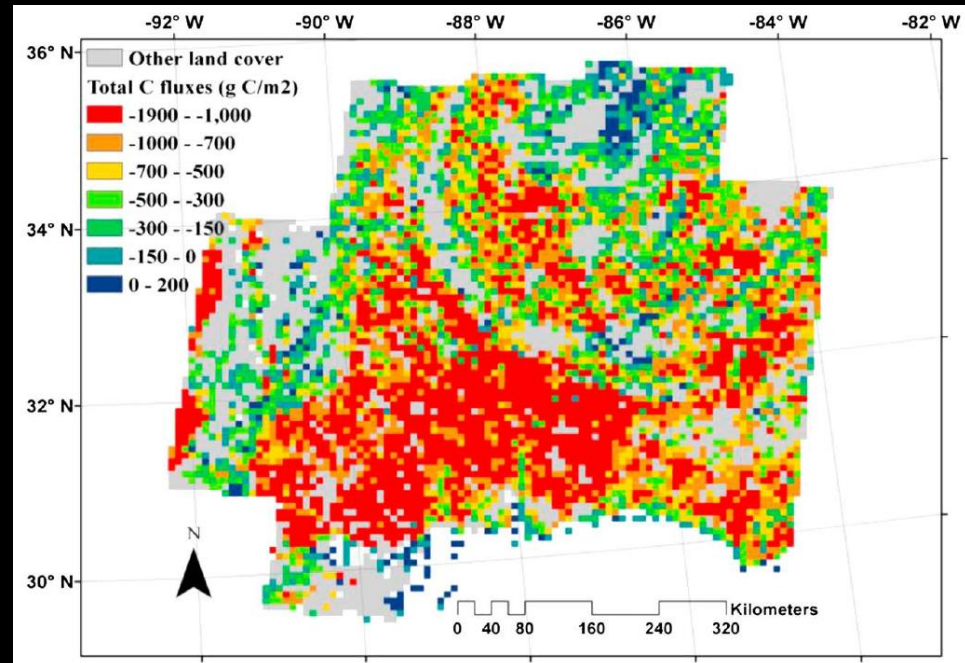 -92° W -90° W -88° W -86° W -84° W -82° W
36° N
Other land cover
Total C fluxes (g C/m2)
-1900 - -1,000
-1000 - -700
-700 - -500
-500 - -300
-300 - -150
-150 - 0
0 - 200
34° N
32° N
N
30° N
Kilometers
0 40 80 160 240 320